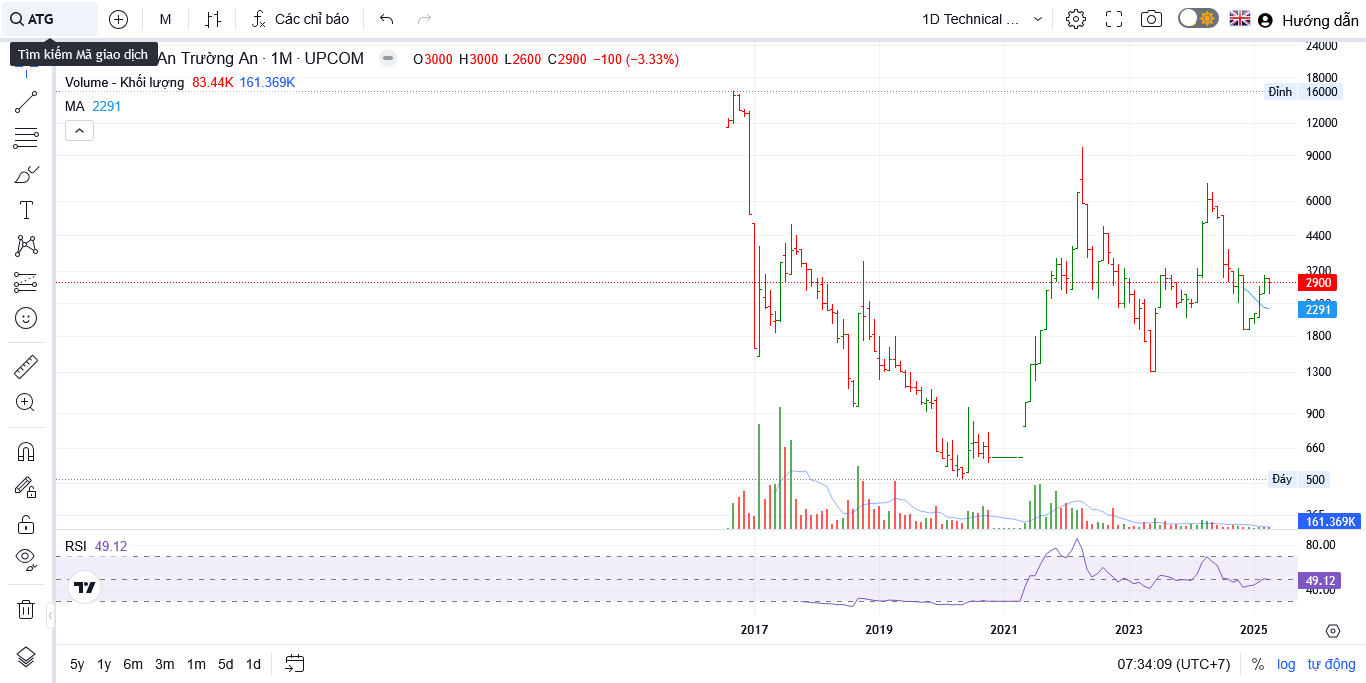 ATG
M
Các chỉ báo
1D Technical ...
Hướng dẫn
Tìm kiếm Mã giao dịch
An Trường An · 1M · UPCOM
O3000 H3000 L2600 C2900 −100 (−3.33%)
Volume - Khối lượng 83.44K 161.369K
MA 2291
24000
18000
Đỉnh 16000
12000
9000
6000
4400
3200
2900
2291
1800
1300
900
660
Đáy 500
161.369K
RSI 49.12
80.00
49.12
40.00
2017 2019 2021 2023 2025
5y 1y 6m 3m 1m 5d 1d
07:34:09 (UTC+7) % log tự động